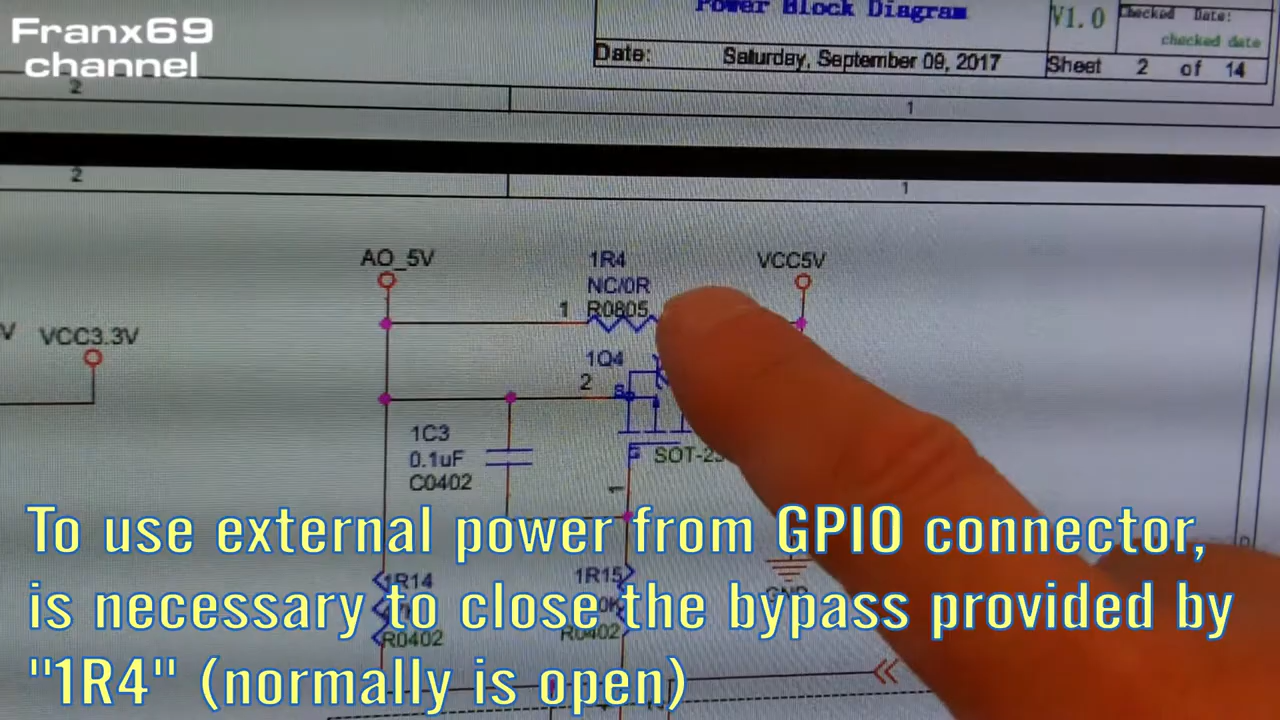 Franx69
channel
Power Block Diagram
V1.0
Checked Date:
checked date
Date: Saturday, September 09, 2017
Sheet 2 of 14
2
1
2
1
AO_5V
1R4
NC/0R
R0805
1
VCC5V
VCC3.3V
1Q4
2
S
1C3
0.1uF
C0402
SOT-23
1
To use external power from GPIO connector,
is necessary to close the bypass provided by
"1R4" (normally is open)
1R14
R0402
1R15
R0402